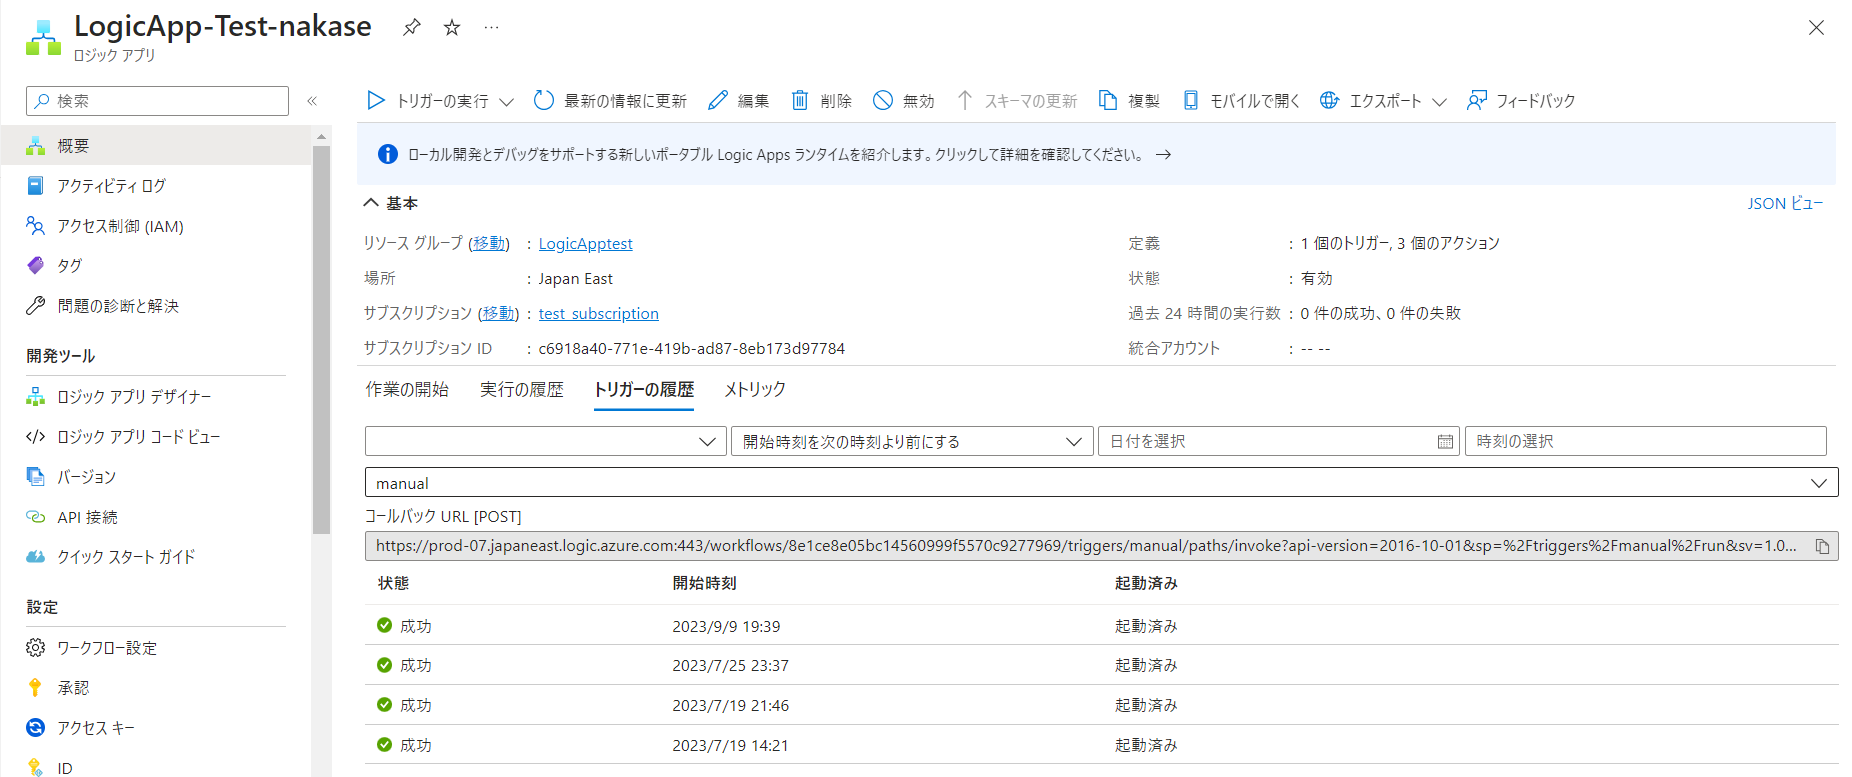 LogicApp-Test-nakase
ロジック アプリ
検索
概要
アクティビティ ログ
アクセス制御 (IAM)
タグ
問題の診断と解決
開発ツール
ロジック アプリ デザイナー
ロジック アプリ コード ビュー
バージョン
API 接続
クイック スタート ガイド
設定
ワークフロー設定
承認
アクセス キー
ID
トリガーの実行 最新の情報に更新 編集 削除 無効 スキーマの更新 複製 モバイルで開く エクスポート フィードバック
ローカル開発とデバッグをサポートする新しいポータブル Logic Apps ランタイムを紹介します。クリックして詳細を確認してください。 →
基本 JSON ビュー
リソース グループ (移動) : LogicApptest
場所 : Japan East
サブスクリプション (移動) : test_subscription
サブスクリプション ID : c6918a40-771e-419b-ad87-8eb173d97784
定義 : 1 個のトリガー, 3 個のアクション
状態 : 有効
過去 24 時間の実行数 : 0 件の成功、0 件の失敗
統合アカウント : -- --
作業の開始 実行の履歴 トリガーの履歴 メトリック
開始時刻を次の時刻より前にする 日付を選択 時刻の選択
manual
コールバック URL [POST]
https://prod-07.japaneast.logic.azure.com:443/workflows/8e1ce8e05bc14560999f5570c9277969/triggers/manual/paths/invoke?api-version=2016-10-01&sp=%2Ftriggers%2Fmanual%2Frun&sv=1.0...
状態 開始時刻 起動済み
成功 2023/9/9 19:39 起動済み
成功 2023/7/25 23:37 起動済み
成功 2023/7/19 21:46 起動済み
成功 2023/7/19 14:21 起動済み